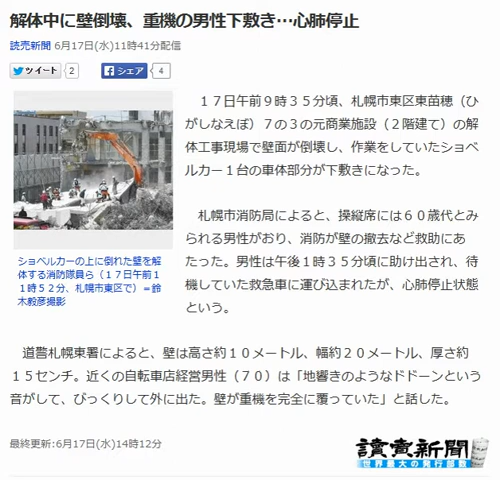 解体中に壁倒壊、重機の男性下敷き…心肺停止
読売新聞 6月17日(水)11時41分配信
ツイート 2 シェア 4
１７日午前９時３５分頃、札幌市東区東苗穂（ひ
がしなえぼ）７の３の元商業施設（２階建て）の解
体工事現場で壁面が倒壊し、作業をしていたショベ
ルカー１台の車体部分が下敷きになった。
札幌市消防局によると、操縦席には６０歳代とみ
られる男性がおり、消防が壁の撤去など救助にあ
たった。男性は午後１時３５分頃に助け出され、待
機していた救急車に運び込まれたが、心肺停止状態
という。
ショベルカーの上に倒れた壁を解
体する消防隊員ら（１７日午前１
１時５２分、札幌市東区で）＝鈴
木毅彦撮影
道警札幌東署によると、壁は高さ約１０メートル、幅約２０メートル、厚さ約
１５センチ。近くの自転車店経営男性（７０）は「地響きのようなドドーンという
音がして、びっくりして外に出た。壁が重機を完全に覆っていた」と話した。
最終更新:6月17日(水)14時12分
讀賣新聞
世界最大の発行部数